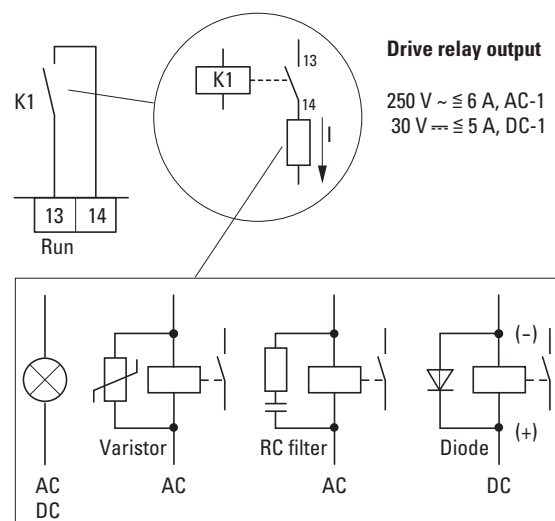 Drive relay output
250 V ~ ≦ 6 A, AC-1
30 V ⎓ ≦ 5 A, DC-1
K1
K1
13
14
I
13 14
Run
(–)
(+)
Varistor
RC filter
Diode
AC
DC
AC
AC
DC